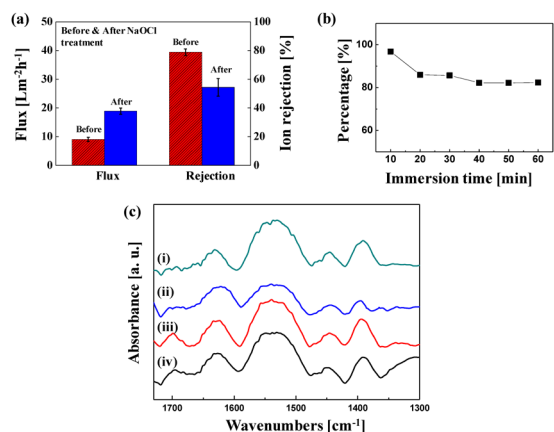 (a)
Before & After NaOCl
treatment
Flux [Lm-2h-1]
50
40
30
20
10
0
Before
After
Before
After
Flux
Rejection
100
80
60
40
20
0
Ion rejection [%]
(b)
Percentage [%]
100
80
60
10 20 30 40 50 60
Immersion time [min]
(c)
Absorbance [a. u.]
(i)
(ii)
(iii)
(iv)
1700 1600 1500 1400 1300
Wavenumbers [cm-1]